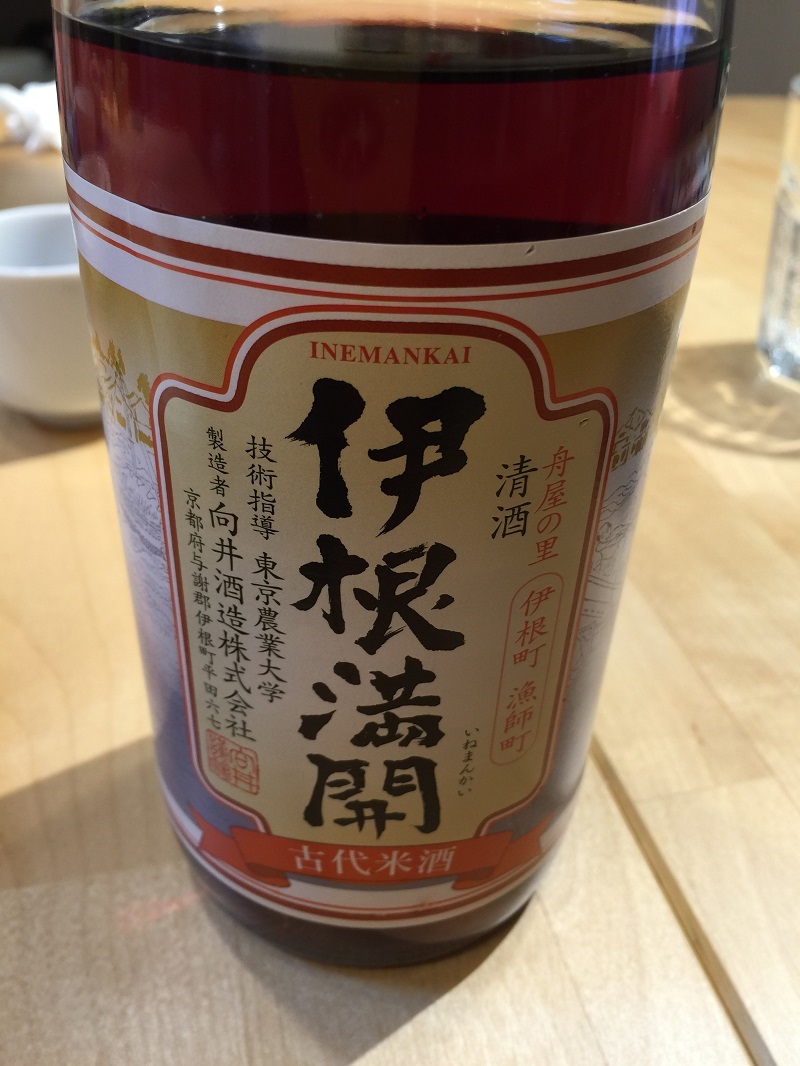 INEMANKAI
舟屋の里
伊根町 漁師町
清酒
伊根満開
いねまんかい
技術指導 東京農業大学
製造者 向井酒造株式会社
京都府与謝郡伊根町平田六七
古代米酒